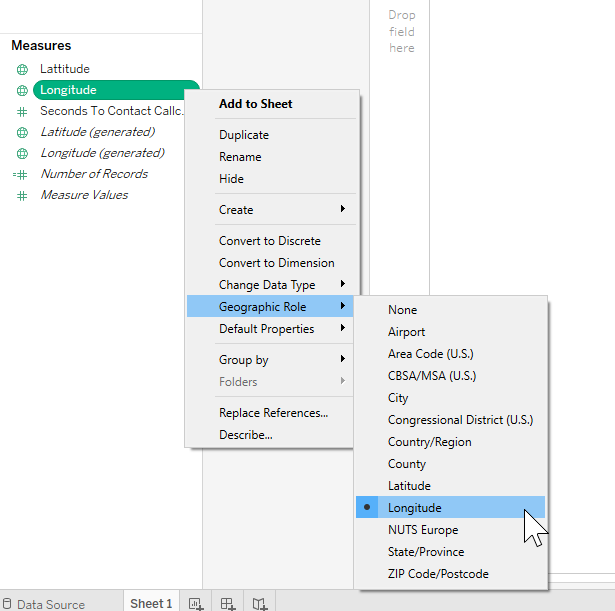 Drop
field
here
Measures
Lattitude
Longitude
Seconds To Contact Callc.
Latitude (generated)
Longitude (generated)
Number of Records
Measure Values
Add to Sheet
Duplicate
Rename
Hide
Create
Convert to Discrete
Convert to Dimension
Change Data Type
Geographic Role
Default Properties
Group by
Folders
Replace References...
Describe...
None
Airport
Area Code (U.S.)
CBSA/MSA (U.S.)
City
Congressional District (U.S.)
Country/Region
County
Latitude
Longitude
NUTS Europe
State/Province
ZIP Code/Postcode
Data Source
Sheet 1